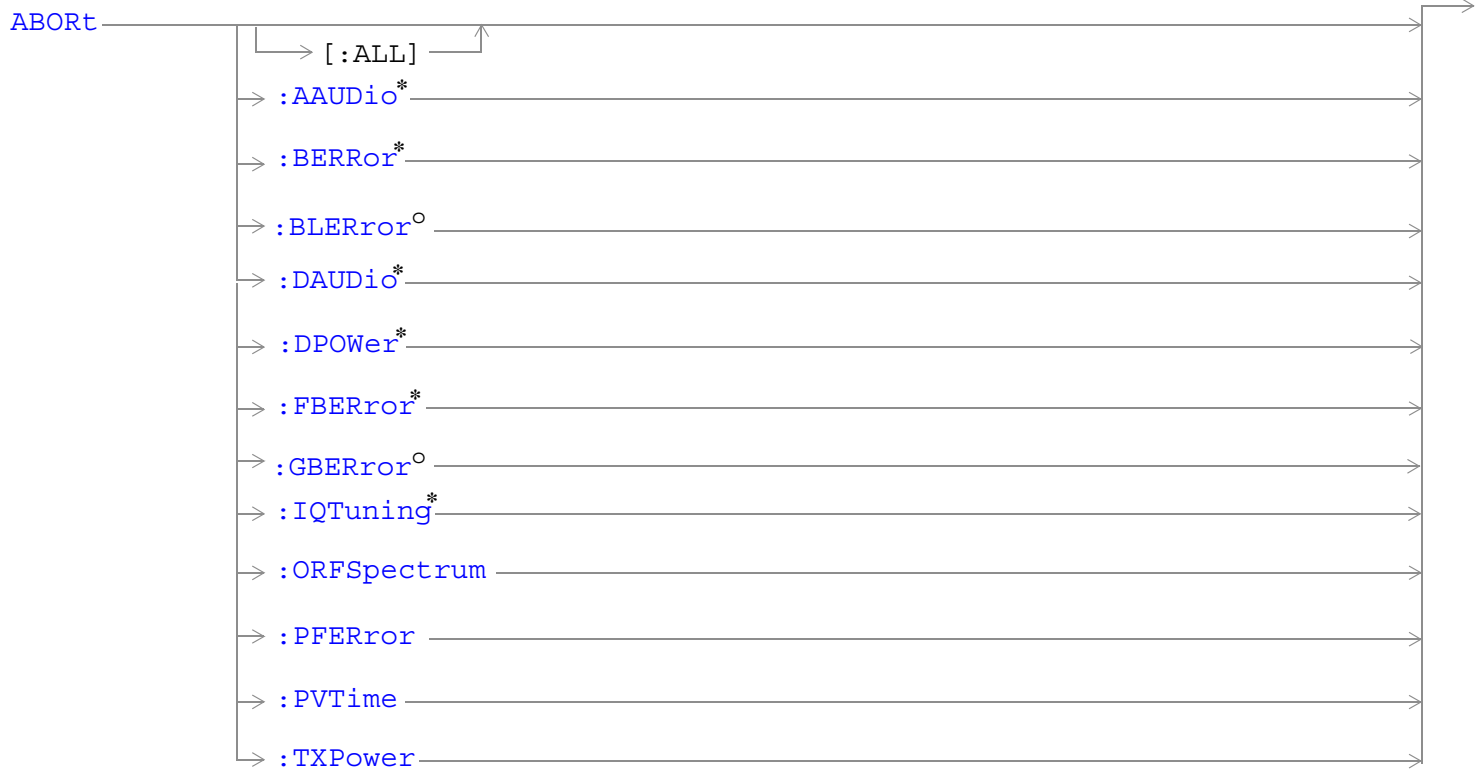 ABORt
[:ALL]
:AAUDio*
:BERRor*
:BLERror°
:DAUDio*
:DPOWer*
:FBERror*
:GBERror°
:IQTuning*
:ORFSpectrum
:PFERror
:PVTime
:TXPower